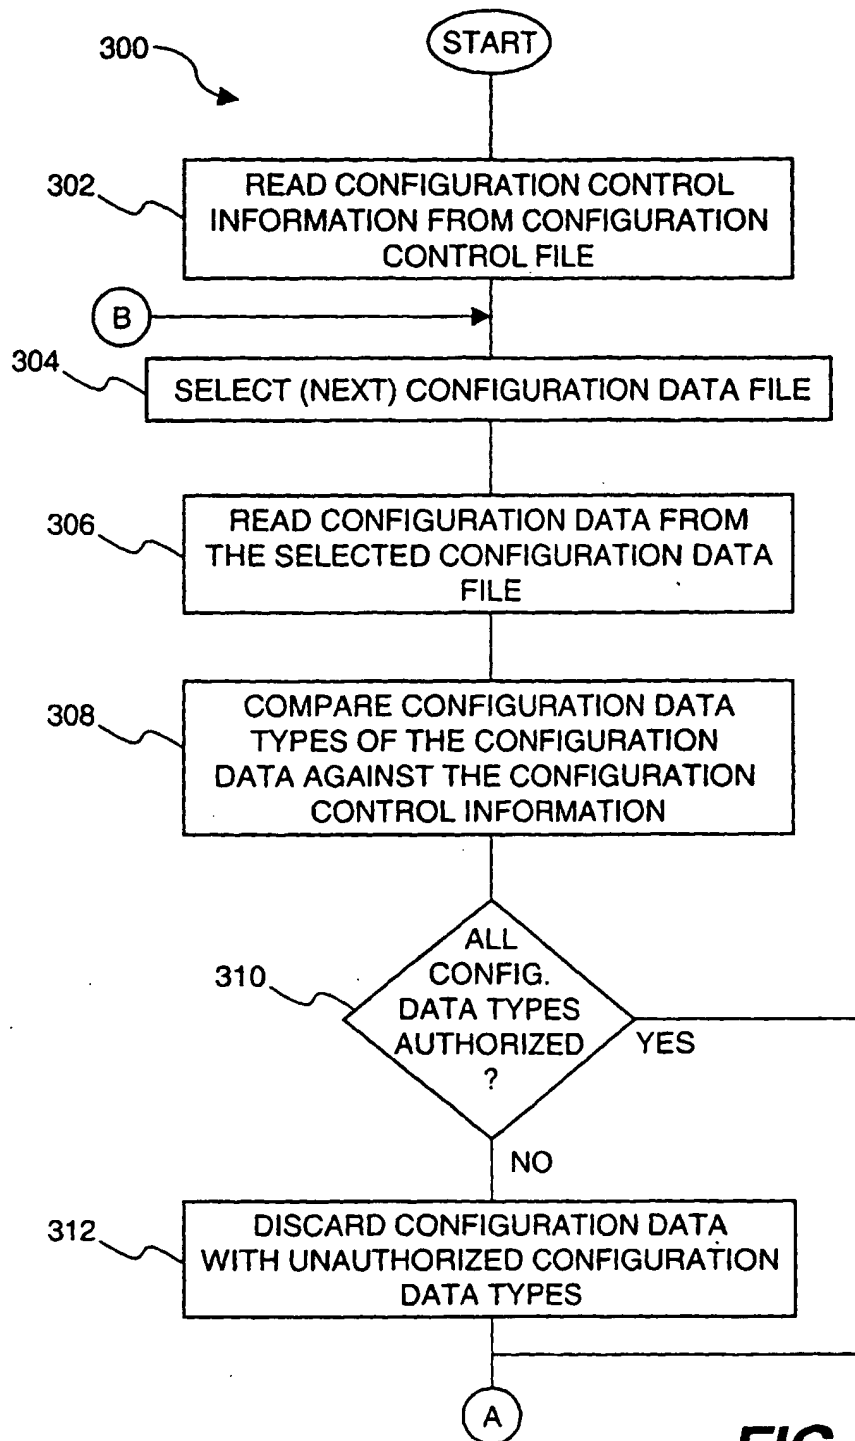 START
300
302
READ CONFIGURATION CONTROL
INFORMATION FROM CONFIGURATION
CONTROL FILE
B
304
SELECT (NEXT) CONFIGURATION DATA FILE
306
READ CONFIGURATION DATA FROM
THE SELECTED CONFIGURATION DATA
FILE
308
COMPARE CONFIGURATION DATA
TYPES OF THE CONFIGURATION
DATA AGAINST THE CONFIGURATION
CONTROL INFORMATION
310
ALL
CONFIG.
DATA TYPES
AUTHORIZED
?
YES
NO
312
DISCARD CONFIGURATION DATA
WITH UNAUTHORIZED CONFIGURATION
DATA TYPES
A
FIG